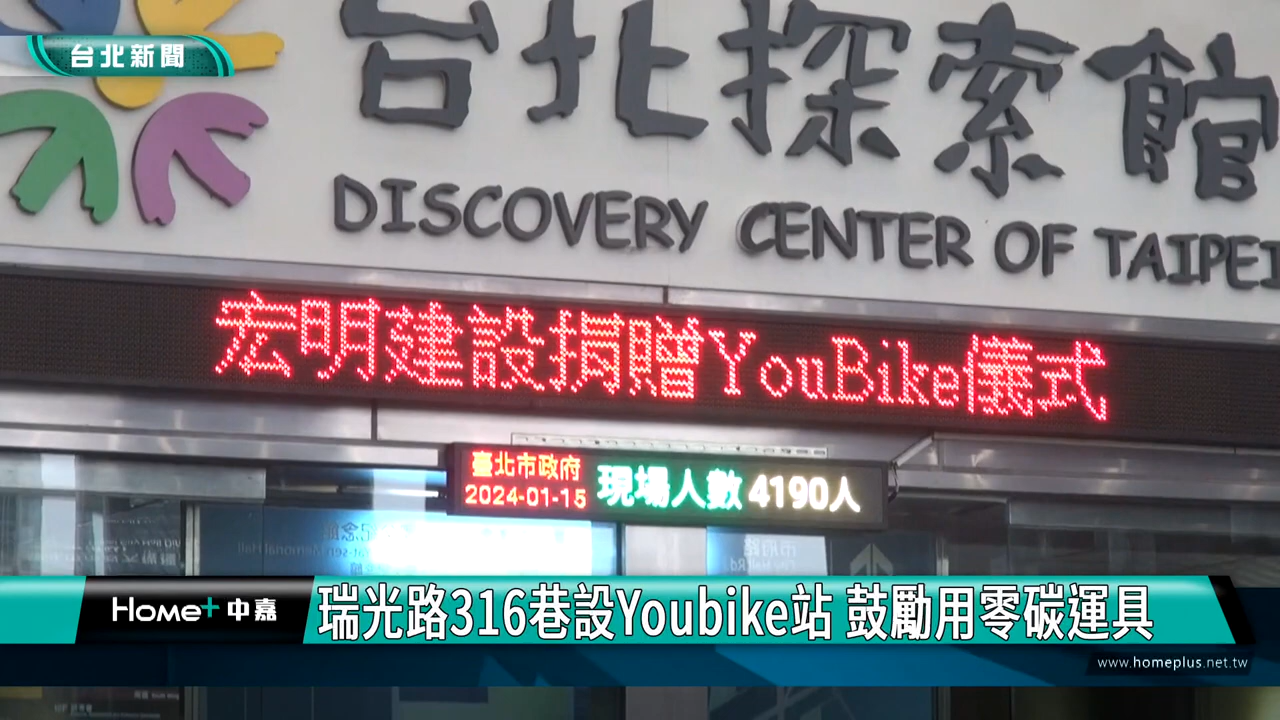 台北新聞
台北探索館
DISCOVERY CENTER OF TAIPEI
宏明建設捐贈YouBike儀式
臺北市政府
2024-01-15
現場人數 4190人
Home+ 中嘉
瑞光路316巷設Youbike站 鼓勵用零碳運具
www.homeplus.net.tw